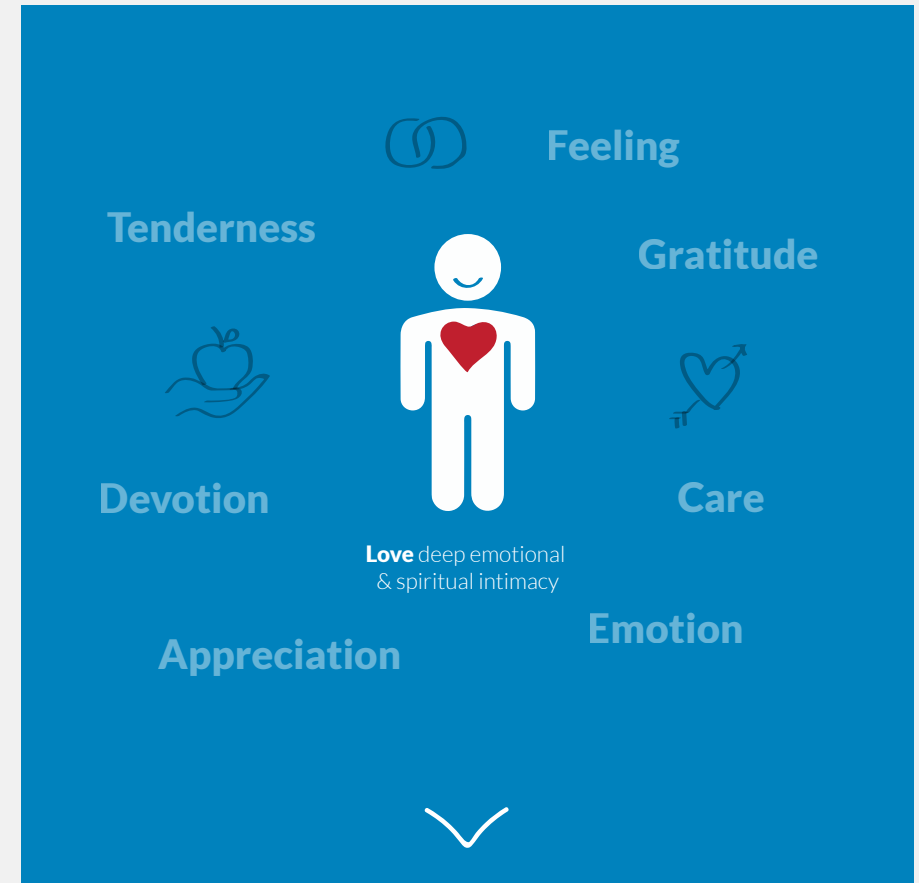 Feeling
Tenderness
Gratitude
Devotion
Care
Love deep emotional
& spiritual intimacy
Emotion
Appreciation